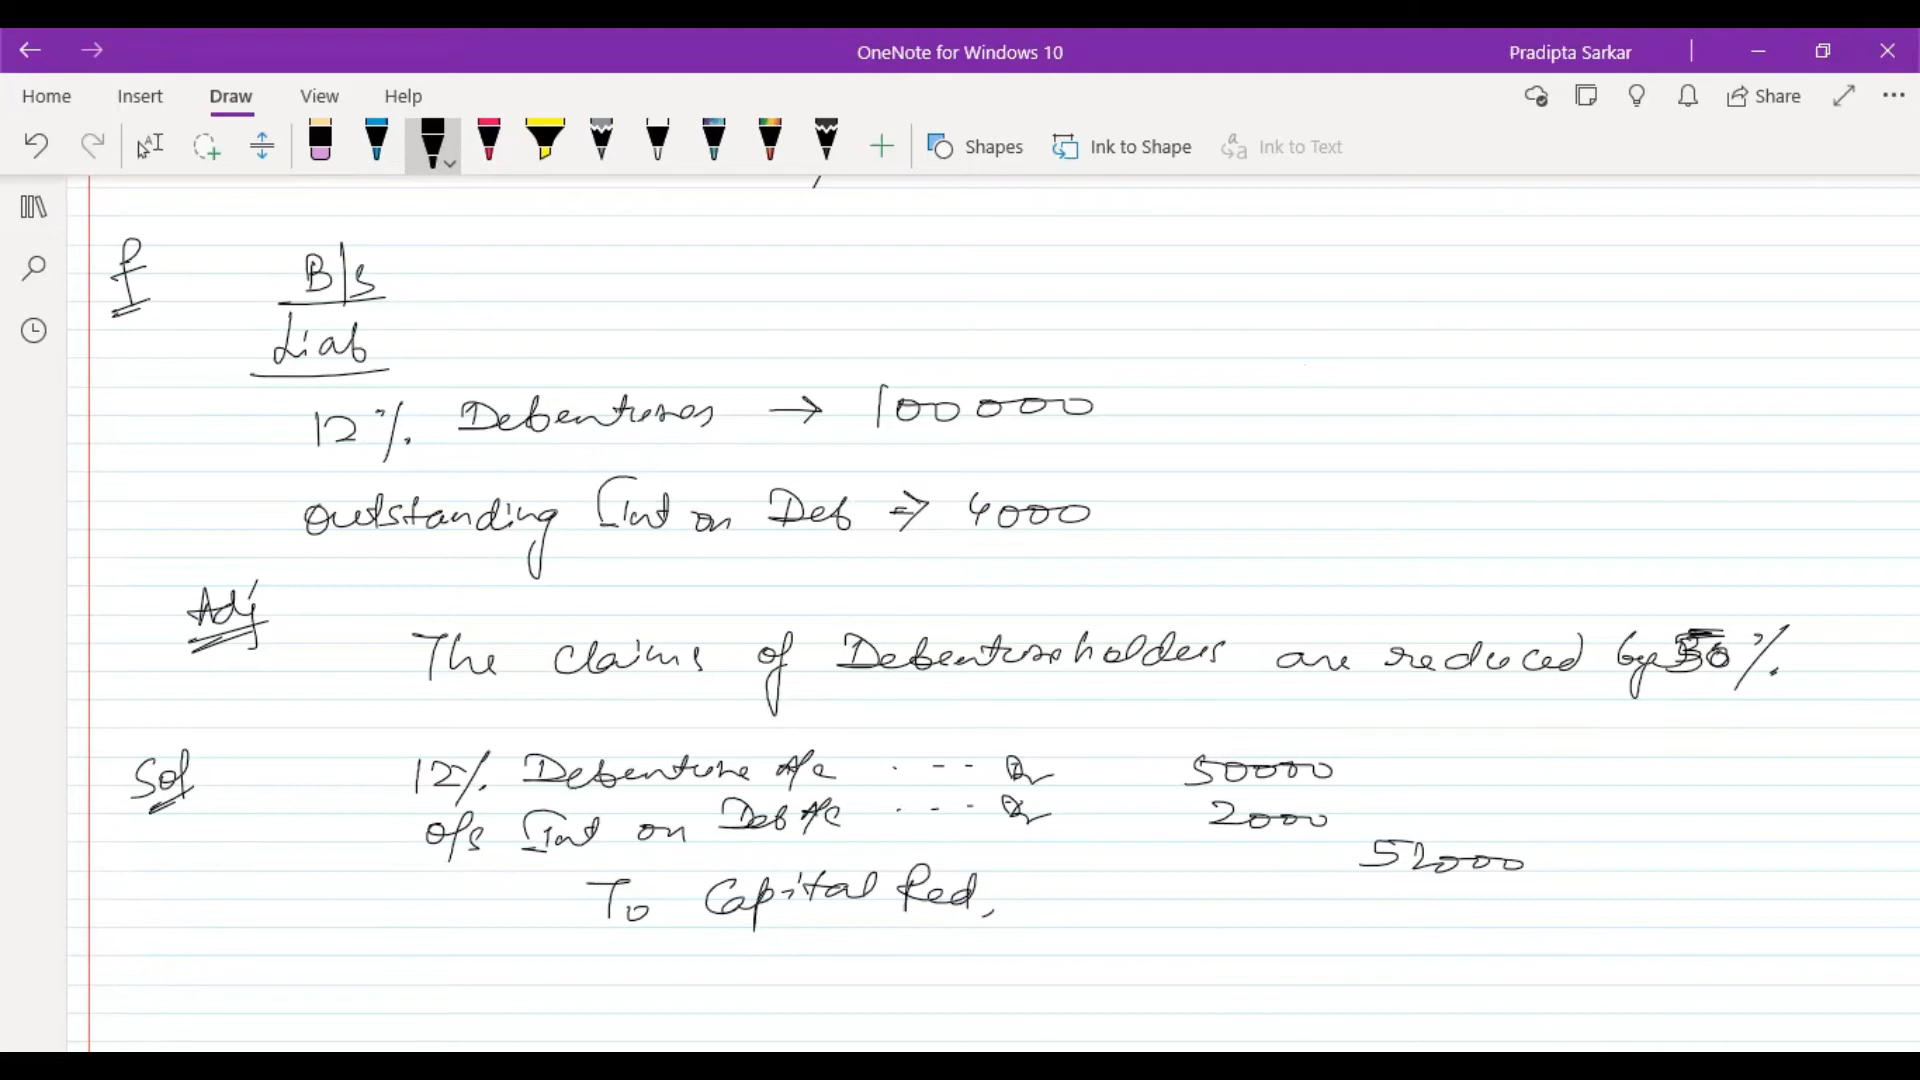 OneNote for Windows 10
Pradipta Sarkar
Home Insert Draw View Help
Share
Shapes Ink to Shape Ink to Text
f B/s
Liab
12%. Debentures → 100000
outstanding Int on Deb ⇒ 4000
Adj
The claims of Debentureholders are reduced by 50%.
Sol 12%. Debenture A/c . --- Dr 50000
o/s Int on Deb A/c . --- Dr 2000
52000
To Capital Red,